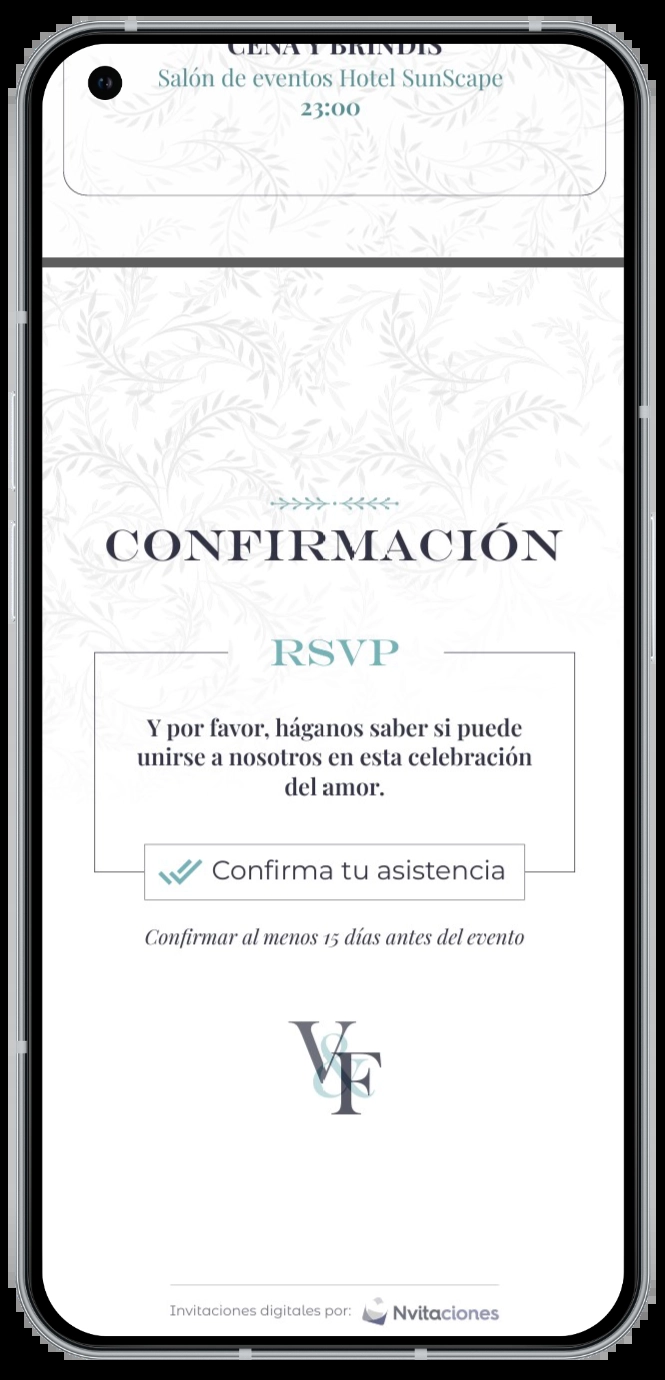 CENA Y BRINDIS
Salón de eventos Hotel SunScape
23:00
CONFIRMACIÓN
RSVP
Y por favor, háganos saber si puede
unirse a nosotros en esta celebración
del amor.
Confirma tu asistencia
Confirmar al menos 15 días antes del evento
V&F
Invitaciones digitales por: Nvitaciones